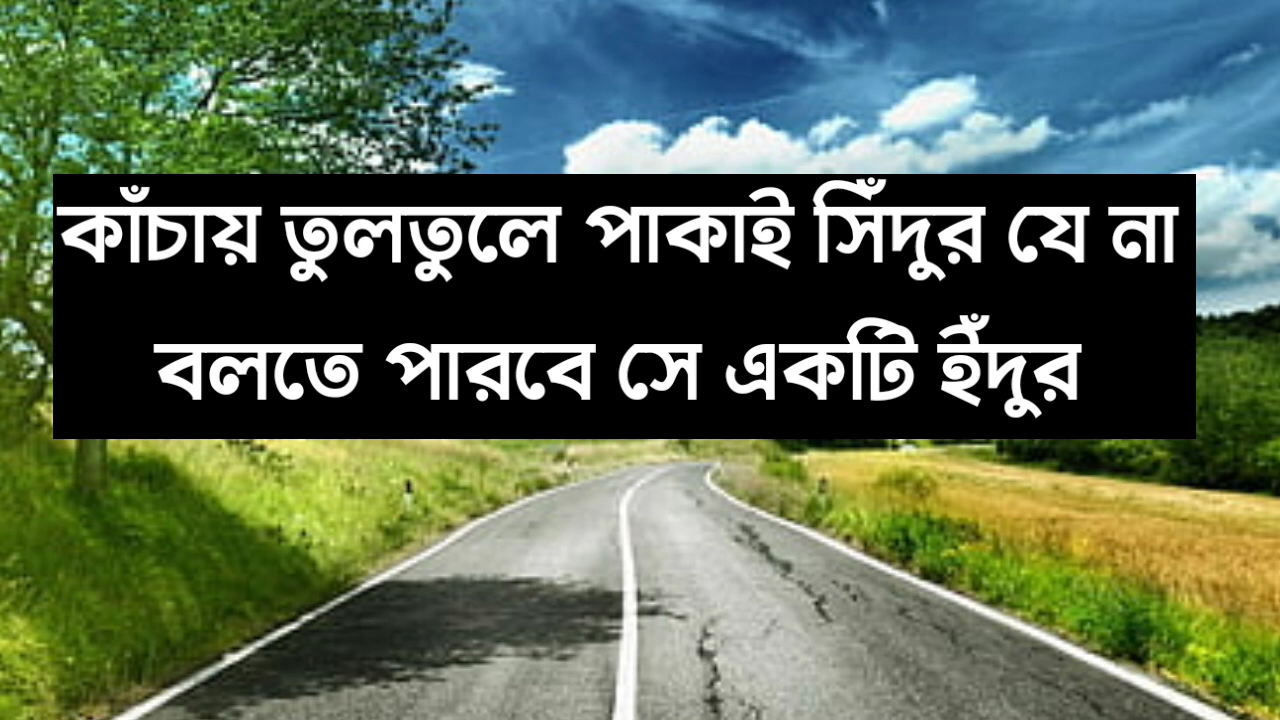 কাঁচায় তুলতুলে পাকাই সিঁদুর যে না
বলতে পারবে সে একটি ইঁদুর